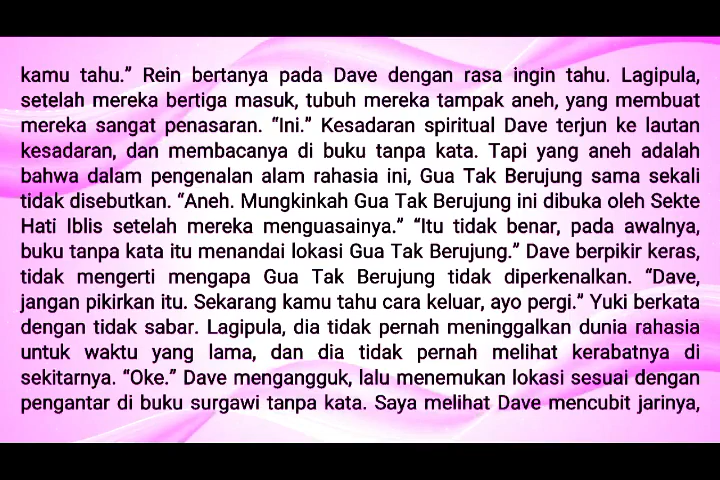 kamu tahu.” Rein bertanya pada Dave dengan rasa ingin tahu. Lagipula,
setelah mereka bertiga masuk, tubuh mereka tampak aneh, yang membuat
mereka sangat penasaran. “Ini.” Kesadaran spiritual Dave terjun ke lautan
kesadaran, dan membacanya di buku tanpa kata. Tapi yang aneh adalah
bahwa dalam pengenalan alam rahasia ini, Gua Tak Berujung sama sekali
tidak disebutkan. “Aneh. Mungkinkah Gua Tak Berujung ini dibuka oleh Sekte
Hati Iblis setelah mereka menguasainya.” “Itu tidak benar, pada awalnya,
buku tanpa kata itu menandai lokasi Gua Tak Berujung.” Dave berpikir keras,
tidak mengerti mengapa Gua Tak Berujung tidak diperkenalkan. “Dave,
jangan pikirkan itu. Sekarang kamu tahu cara keluar, ayo pergi.” Yuki berkata
dengan tidak sabar. Lagipula, dia tidak pernah meninggalkan dunia rahasia
untuk waktu yang lama, dan dia tidak pernah melihat kerabatnya di
sekitarnya. “Oke.” Dave mengangguk, lalu menemukan lokasi sesuai dengan
pengantar di buku surgawi tanpa kata. Saya melihat Dave mencubit jarinya,